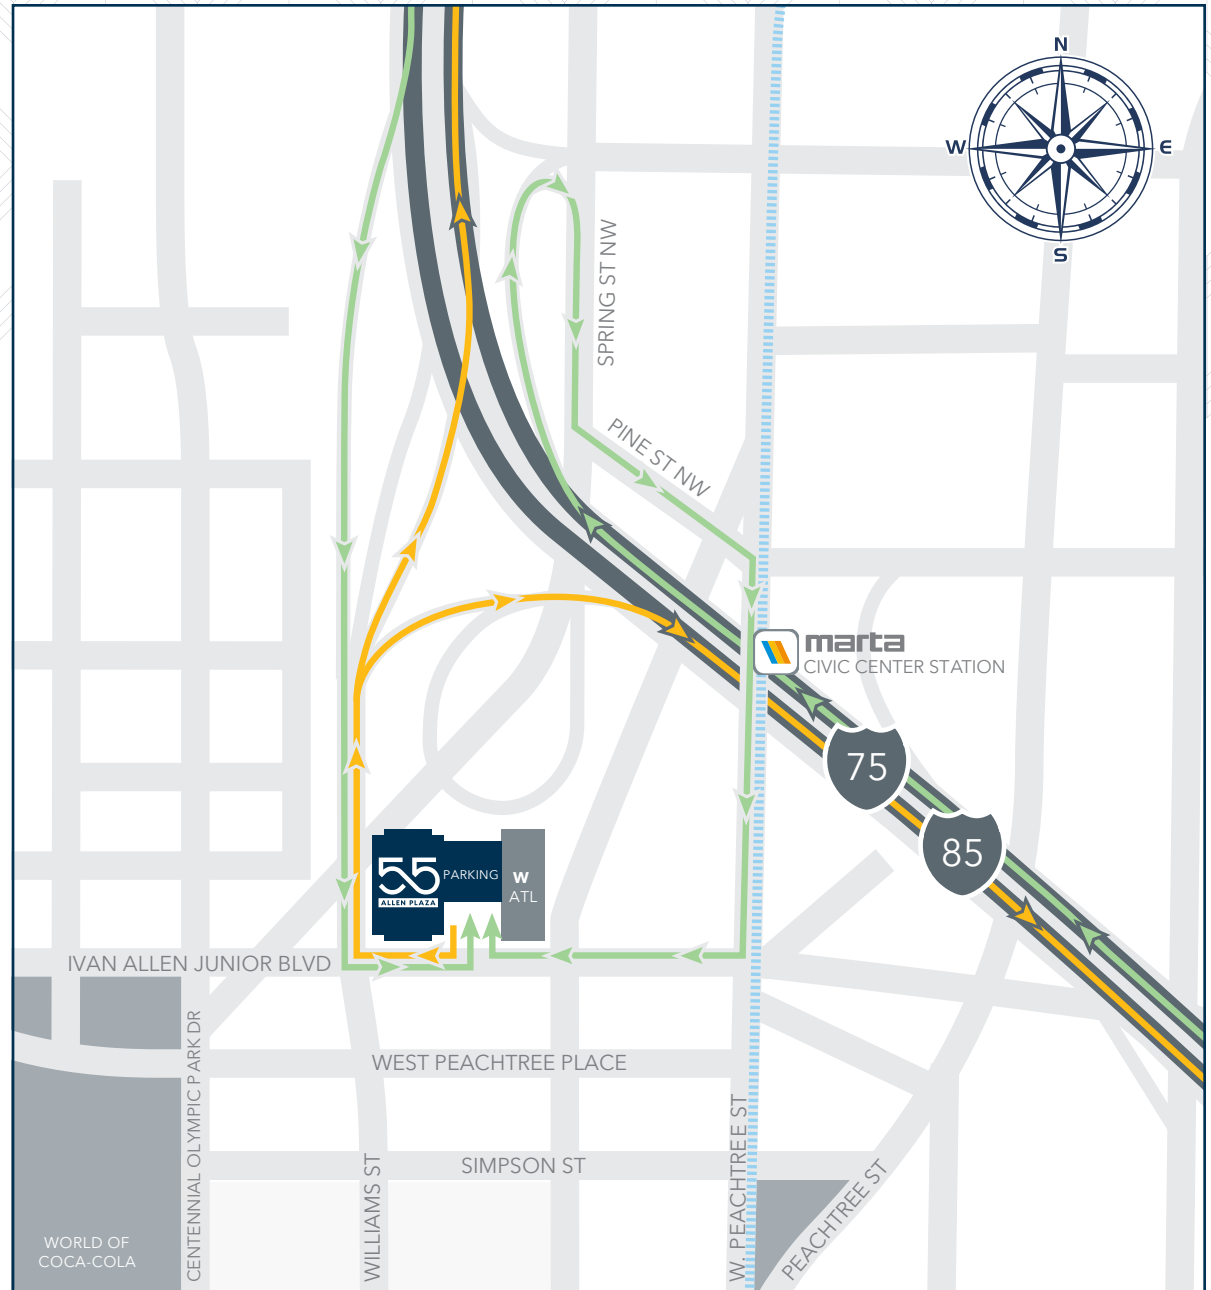 N
W
E
S
SPRING ST NW
PINE ST NW
marta
CIVIC CENTER STATION
75
85
55
ALLEN PLAZA
PARKING
W
ATL
IVAN ALLEN JUNIOR BLVD
CENTENNIAL OLYMPIC PARK DR
WEST PEACHTREE PLACE
W. PEACHTREE ST
WILLIAMS ST
SIMPSON ST
PEACHTREE ST
WORLD OF
COCA-COLA